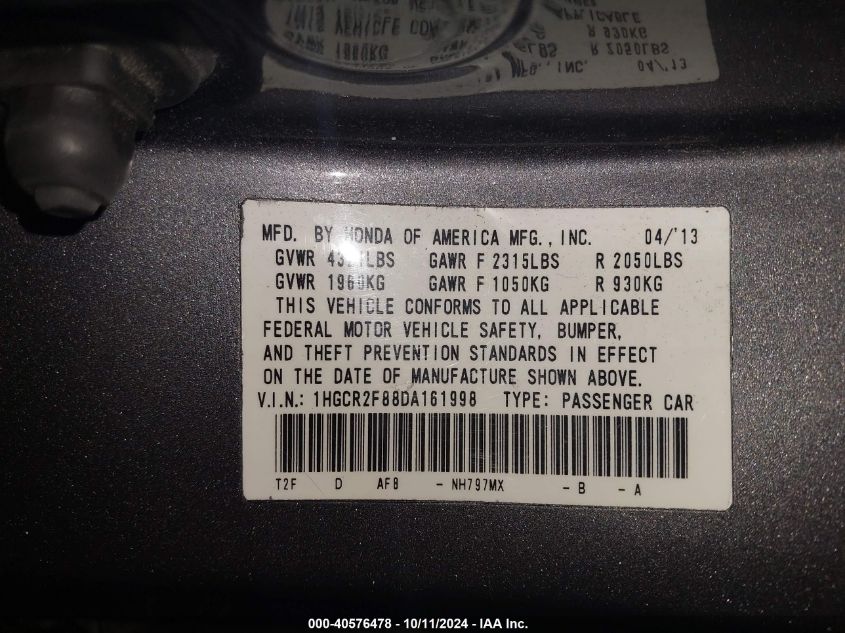 MFD. BY HONDA OF AMERICA MFG., INC. 04/'13
GVWR LBS GAWR F 2315LBS R 2050LBS
GVWR 1960KG GAWR F 1050KG R 930KG
THIS VEHICLE CONFORMS TO ALL APPLICABLE
FEDERAL MOTOR VEHICLE SAFETY, BUMPER,
AND THEFT PREVENTION STANDARDS IN EFFECT
ON THE DATE OF MANUFACTURE SHOWN ABOVE.
V.I.N.: 1HGCR2F88DA161998 TYPE: PASSENGER CAR
T2F D AF8 - NH797MX - B - A
000-40576478 - 10/11/2024 - IAA Inc.